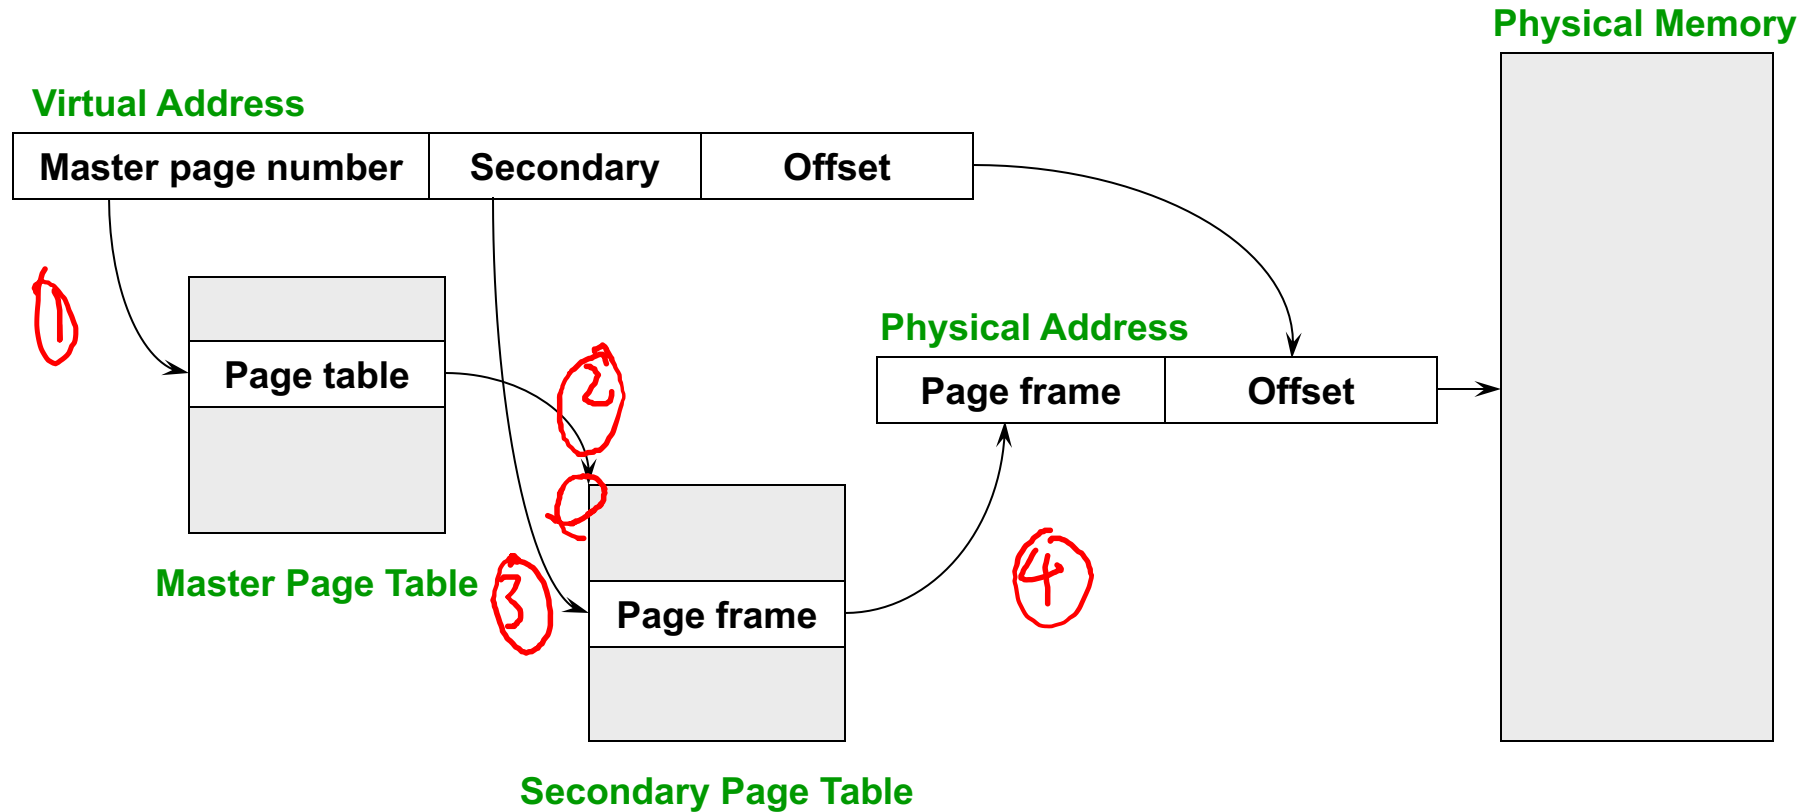 Physical Memory
Virtual Address
Master page number Secondary Offset
1
Physical Address
Page table
2
Page frame Offset
Master Page Table
3
4
Page frame
Secondary Page Table